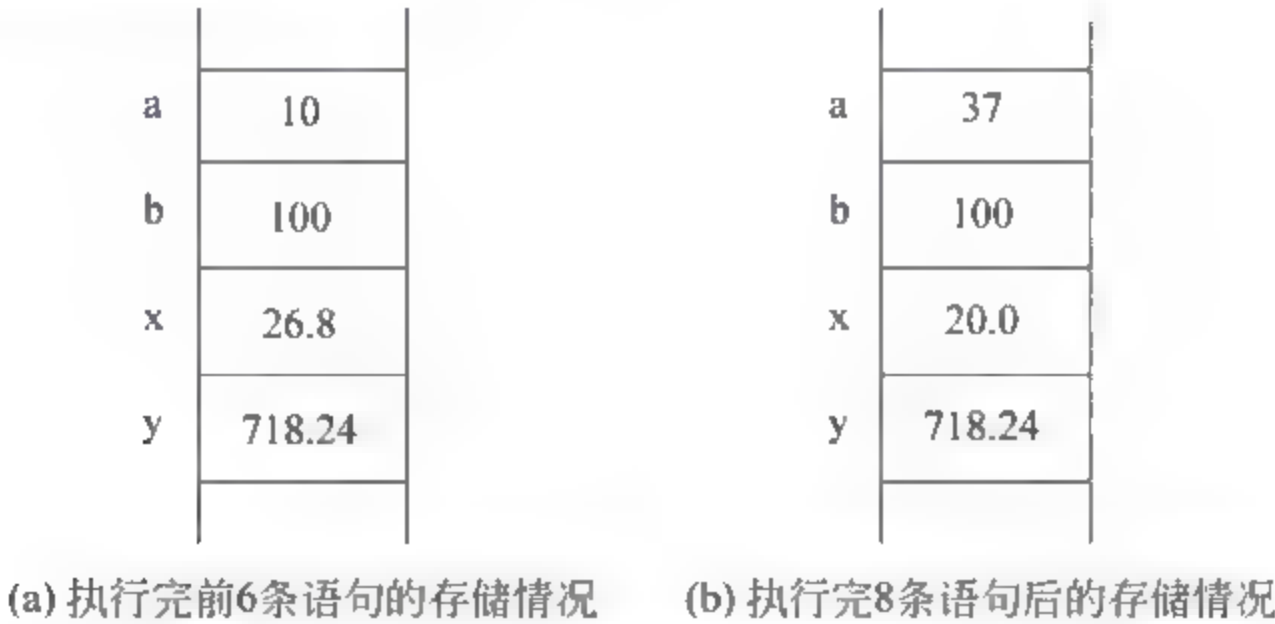 a 10 a 37
b 100 b 100
x 26.8 x 20.0
y 718.24 y 718.24
(a) 执行完前6条语句的存储情况 (b) 执行完8条语句后的存储情况